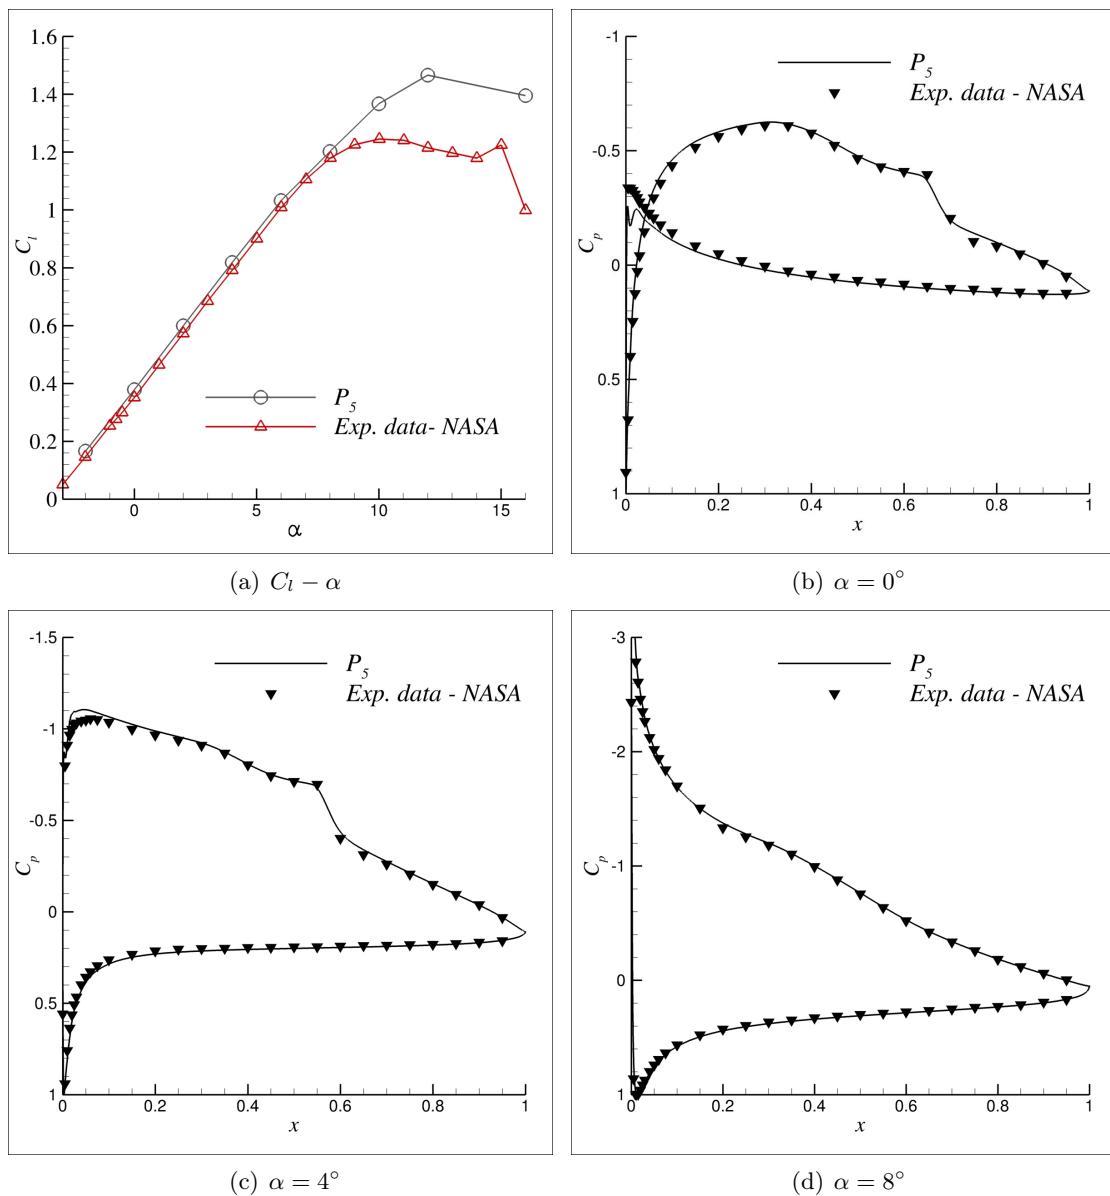 1.6
1.4
1.2
1
0.8
0.6
0.4
0.2
0
C_l
P_5
Exp. data- NASA
0 5 10 15
α
(a) C_l − α
-1
-0.5
0
0.5
1
C_p
P_5
Exp. data - NASA
0 0.2 0.4 0.6 0.8 1
x
(b) α = 0°
-1.5
-1
-0.5
0
0.5
1
C_p
P_5
Exp. data - NASA
0 0.2 0.4 0.6 0.8 1
x
(c) α = 4°
-3
-2
-1
0
1
C_p
P_5
Exp. data - NASA
0 0.2 0.4 0.6 0.8 1
x
(d) α = 8°